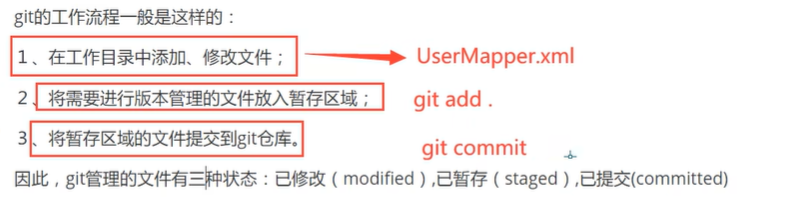 git的工作流程一般是这样的：
1、在工作目录中添加、修改文件； UserMapper.xml
2、将需要进行版本管理的文件放入暂存区域； git add .
3、将暂存区域的文件提交到git仓库。 git commit
因此，git管理的文件有三种状态：已修改（modified）,已暂存（staged）,已提交(committed)